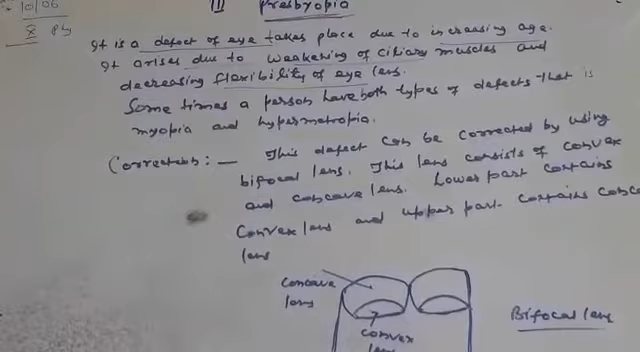 10/06
X Ph
III Presbyopia
It is a defect of eye takes place due to increasing age.
It arises due to weakening of ciliary muscles and
decreasing flexibility of eye lens.
Some times a person have both types of defects that is
myopia and hypermetropia.
Correction : — This defect can be corrected by using
bifocal lens. This lens consists of convex
and concave lens. Lower part contains
convex lens and upper part contains conca
lens
concave
lens
convex
lens
Bifocal lens